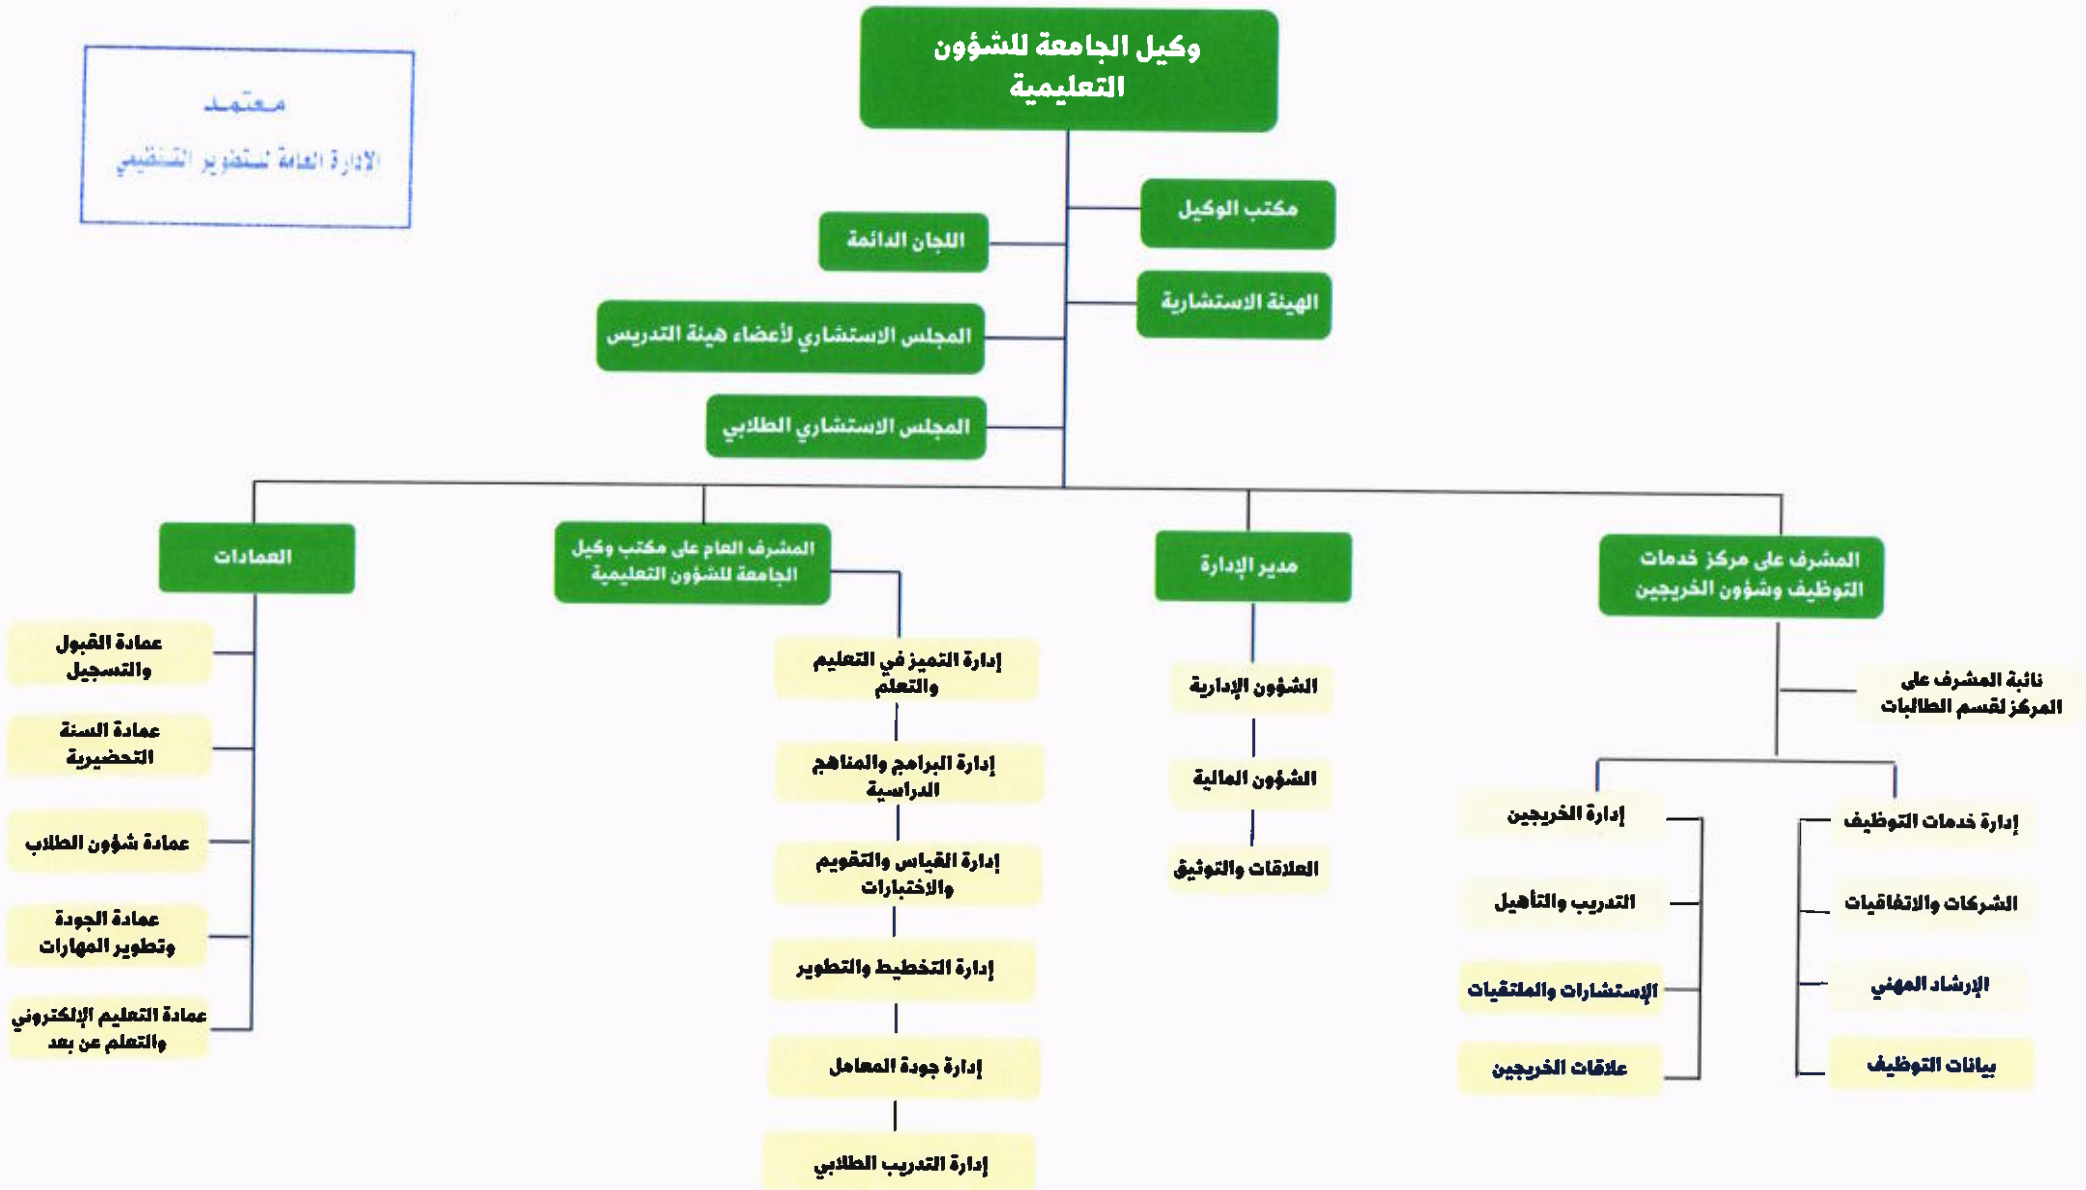 وكيل الجامعة للشؤون
التعليمية
معتمد
الإدارة العامة للتطوير التنظيمي
مكتب الوكيل
اللجان الدائمة
الهيئة الاستشارية
المجلس الاستشاري لأعضاء هيئة التدريس
المجلس الاستشاري الطلابي
المشرف على مركز خدمات
التوظيف وشؤون الخريجين
مدير الإدارة
المشرف العام على مكتب وكيل
الجامعة للشؤون التعليمية
العمادات
نائبة المشرف على
المركز لقسم الطالبات
إدارة خدمات التوظيف
الشركات والاتفاقيات
الإرشاد المهني
بيانات التوظيف
إدارة الخريجين
التدريب والتأهيل
الإستشارات والملتقيات
علاقات الخريجين
الشؤون الإدارية
الشؤون المالية
العلاقات والتوثيق
إدارة التميز في التعليم
والتعلم
إدارة البرامج والمناهج
الدراسية
إدارة القياس والتقويم
والاختبارات
إدارة التخطيط والتطوير
إدارة جودة المعامل
إدارة التدريب الطلابي
عمادة القبول
والتسجيل
عمادة السنة
التحضيرية
عمادة شؤون الطلاب
عمادة الجودة
وتطوير المهارات
عمادة التعليم الإلكتروني
والتعلم عن بعد